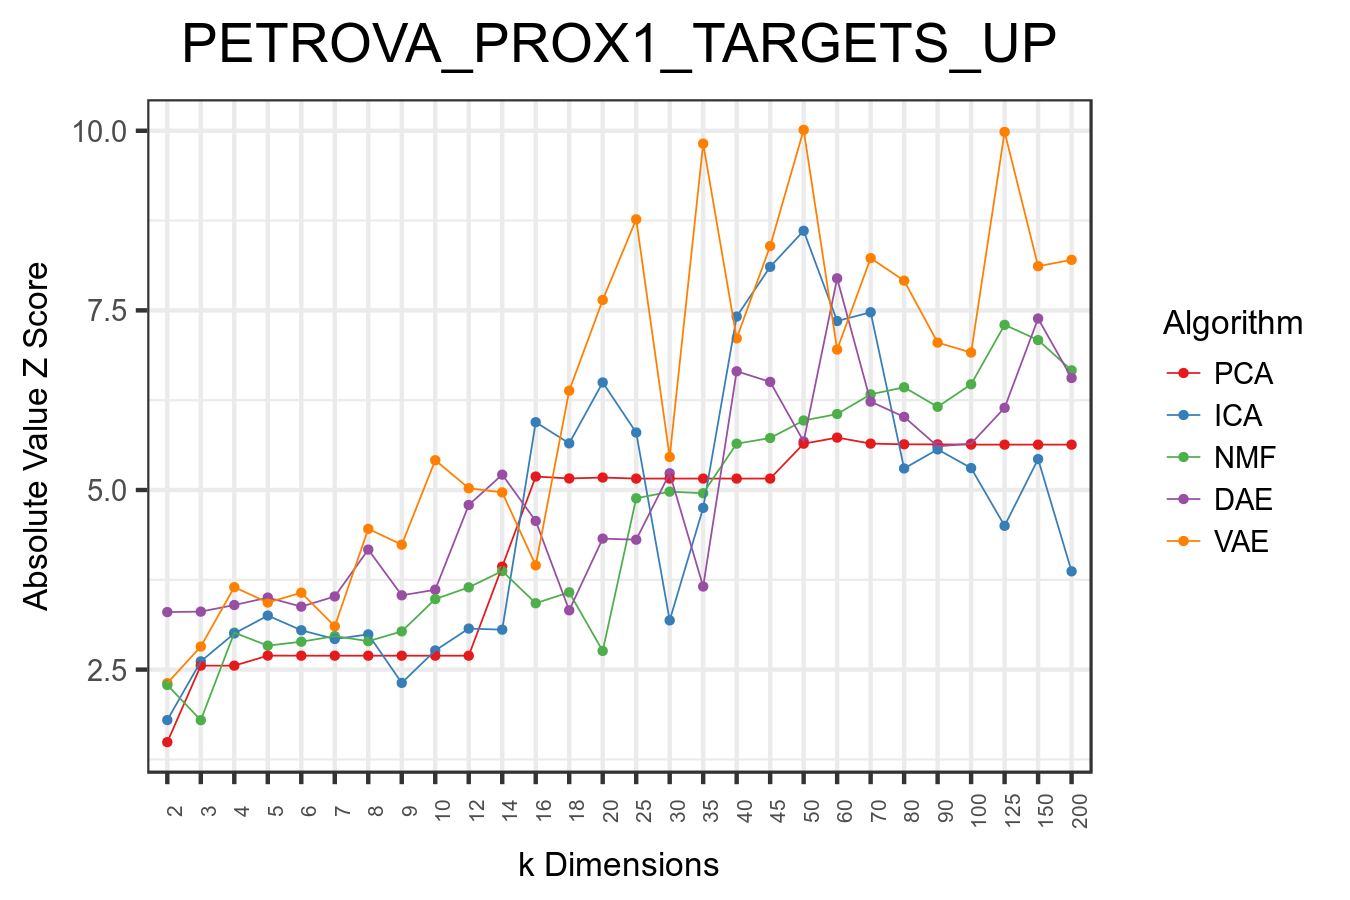 PETROVA_PROX1_TARGETS_UP
10.0
7.5
5.0
2.5
Absolute Value Z Score
2 3 4 5 6 7 8 9 10 12 14 16 18 20 25 30 35 40 45 50 60 70 80 90 100 125 150 200
k Dimensions
Algorithm
PCA
ICA
NMF
DAE
VAE